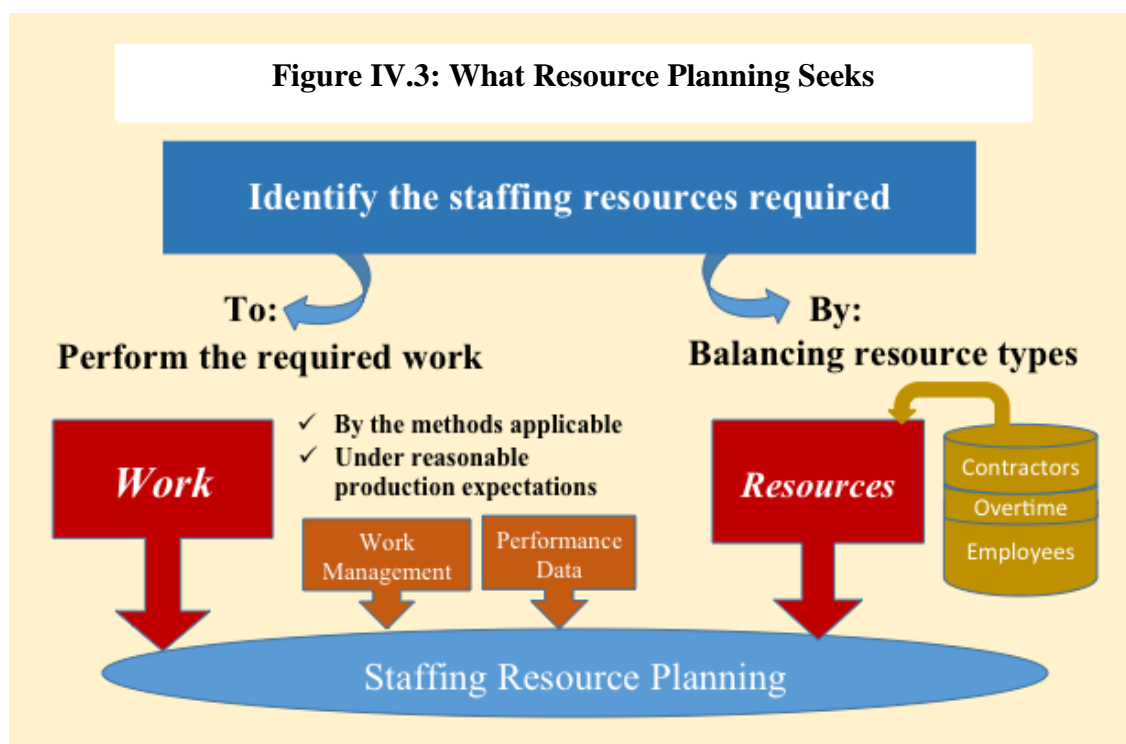 Figure IV.3: What Resource Planning Seeks
Identify the staffing resources required
To:
Perform the required work
By:
Balancing resource types
Work
✓ By the methods applicable
✓ Under reasonable
production expectations
Work
Management
Performance
Data
Resources
Contractors
Overtime
Employees
Staffing Resource Planning